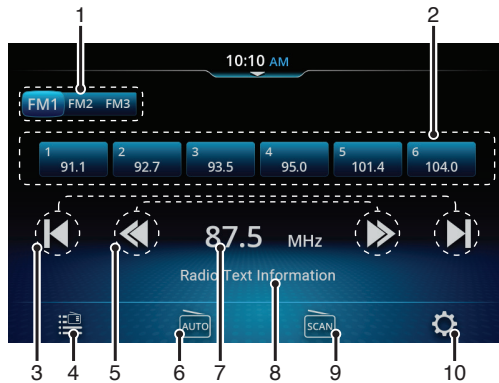 1 2
10:10 AM
FM1 FM2 FM3
1 2 3 4 5 6
91.1 92.7 93.5 95.0 101.4 104.0
87.5 MHz
Radio Text Information
AUTO SCAN
3 4 5 6 7 8 9 10